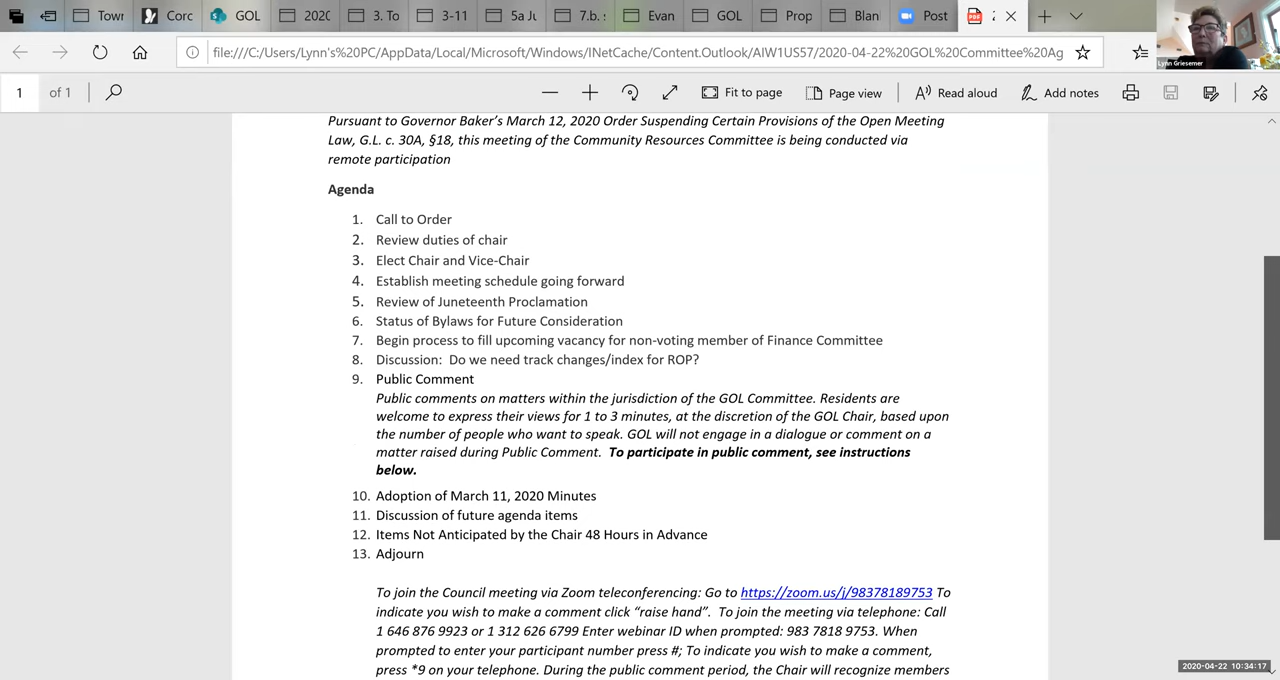 Town
Corc
GOL
2020
3. To
3-11
5a Ju
7.b.
Evan
GOL
Prop
Blan
Post
file:///C:/Users/Lynn's%20PC/AppData/Local/Microsoft/Windows/INetCache/Content.Outlook/AIW1US57/2020-04-22%20GOL%20Committee%20Ag
Lynn Griesemer
1 of 1
Fit to page
Page view
Read aloud
Add notes
Pursuant to Governor Baker's March 12, 2020 Order Suspending Certain Provisions of the Open Meeting
Law, G.L. c. 30A, §18, this meeting of the Community Resources Committee is being conducted via
remote participation
Agenda
1. Call to Order
2. Review duties of chair
3. Elect Chair and Vice-Chair
4. Establish meeting schedule going forward
5. Review of Juneteenth Proclamation
6. Status of Bylaws for Future Consideration
7. Begin process to fill upcoming vacancy for non-voting member of Finance Committee
8. Discussion: Do we need track changes/index for ROP?
9. Public Comment
Public comments on matters within the jurisdiction of the GOL Committee. Residents are
welcome to express their views for 1 to 3 minutes, at the discretion of the GOL Chair, based upon
the number of people who want to speak. GOL will not engage in a dialogue or comment on a
matter raised during Public Comment. To participate in public comment, see instructions
below.
10. Adoption of March 11, 2020 Minutes
11. Discussion of future agenda items
12. Items Not Anticipated by the Chair 48 Hours in Advance
13. Adjourn
To join the Council meeting via Zoom teleconferencing: Go to https://zoom.us/j/98378189753 To
indicate you wish to make a comment click "raise hand". To join the meeting via telephone: Call
1 646 876 9923 or 1 312 626 6799 Enter webinar ID when prompted: 983 7818 9753. When
prompted to enter your participant number press #; To indicate you wish to make a comment,
press *9 on your telephone. During the public comment period, the Chair will recognize members
2020-04-22 10:34:17